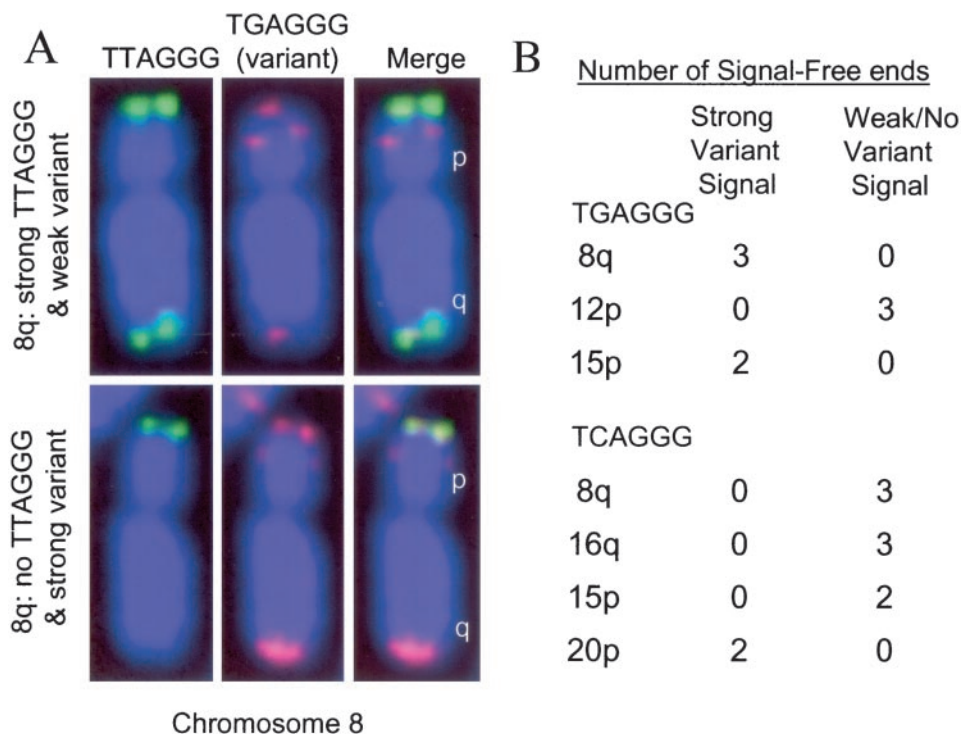 A
TTAGGG
TGAGGG
(variant)
Merge
8q: strong TTAGGG
& weak variant
p
q
8q: no TTAGGG
& strong variant
p
q
Chromosome 8
B
Number of Signal-Free ends
Strong Variant Signal
Weak/No Variant Signal
TGAGGG
8q 3 0
12p 0 3
15p 2 0
TCAGGG
8q 0 3
16q 0 3
15p 0 2
20p 2 0